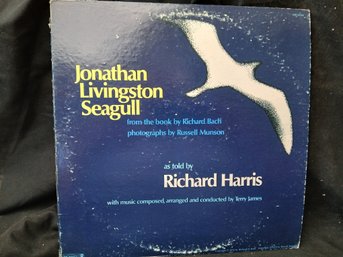 Jonathan
Livingston
Seagull
from the book by Richard Bach
photographs by Russell Munson
as told by
Richard Harris
with music composed, arranged and conducted by Terry James